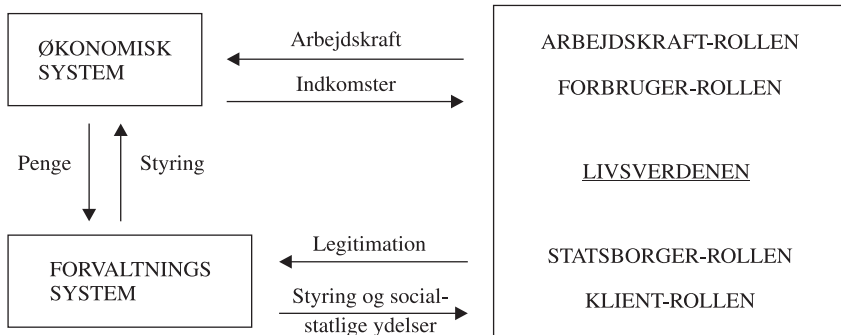 ØKONOMISK
SYSTEM
Arbejdskraft
Indkomster
ARBEJDSKRAFT-ROLLEN
FORBRUGER-ROLLEN
Penge
Styring
LIVSVERDENEN
FORVALTNINGS
SYSTEM
Legitimation
Styring og social-
statlige ydelser
STATSBORGER-ROLLEN
KLIENT-ROLLEN